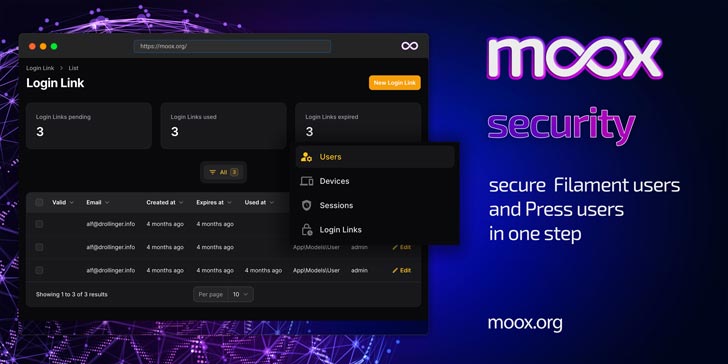 https://moox.org/
Login Link > List
Login Link
New Login Link
Login Links pending
3
Login Links used
3
Login Links expired
3
All 3
Valid Email Created at Expires at Used at
alf@drollinger.info 4 months ago 4 months ago
alf@drollinger.info 4 months ago 4 months ago App\Models\User admin Edit
alf@drollinger.info 4 months ago 4 months ago 4 months ago App\Models\User admin Edit
Showing 1 to 3 of 3 results
Per page 10
Users
Devices
Sessions
Login Links
moox
security
secure Filament users
and Press users
in one step
moox.org